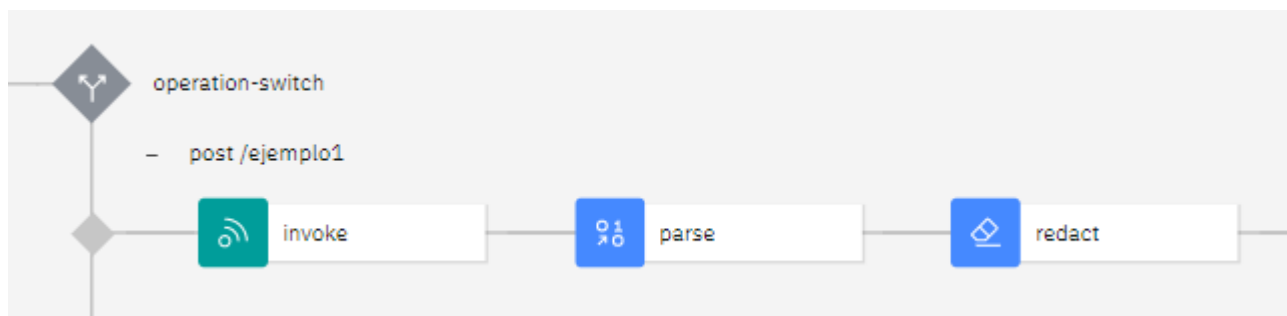 operation-switch
– post /ejemplo1
invoke parse redact